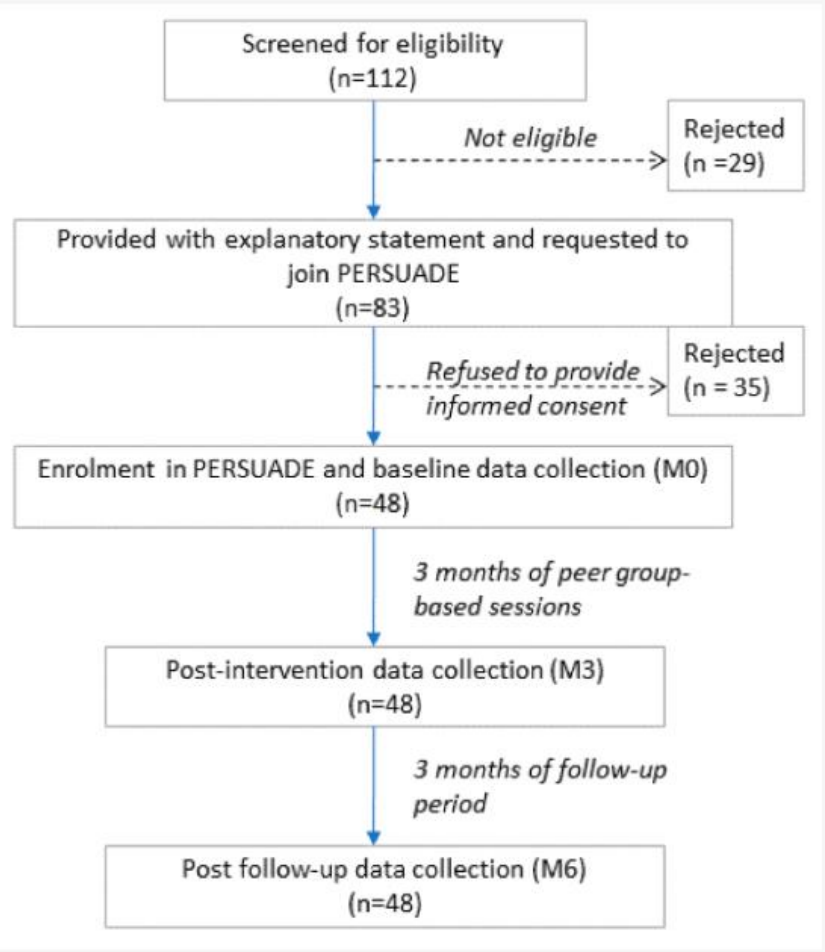 Screened for eligibility
(n=112)
Not eligible
Rejected
(n =29)
Provided with explanatory statement and requested to
join PERSUADE
(n=83)
Refused to provide
informed consent
Rejected
(n = 35)
Enrolment in PERSUADE and baseline data collection (M0)
(n=48)
3 months of peer group-
based sessions
Post-intervention data collection (M3)
(n=48)
3 months of follow-up
period
Post follow-up data collection (M6)
(n=48)